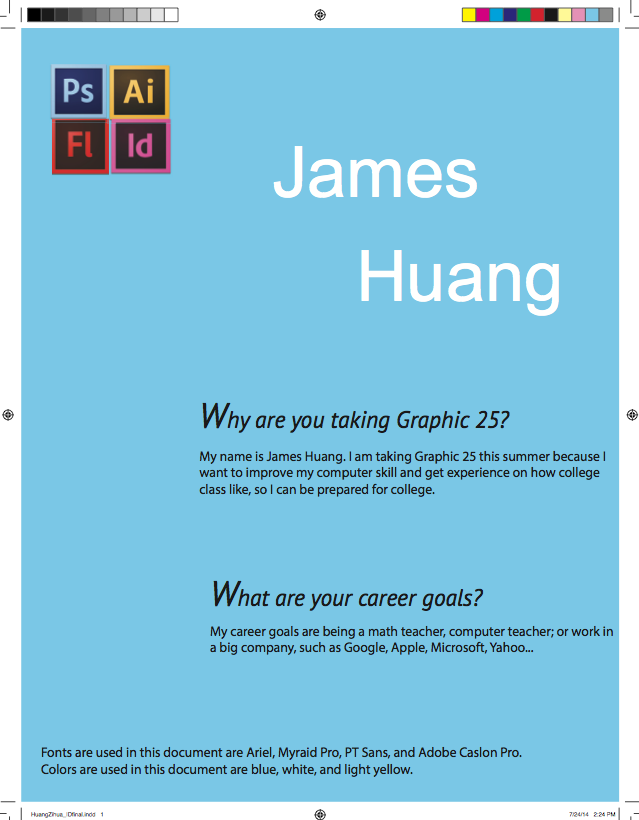 Ps Ai
Fl Id
James
Huang
Why are you taking Graphic 25?
My name is James Huang. I am taking Graphic 25 this summer because I
want to improve my computer skill and get experience on how college
class like, so I can be prepared for college.
What are your career goals?
My career goals are being a math teacher, computer teacher; or work in
a big company, such as Google, Apple, Microsoft, Yahoo...
Fonts are used in this document are Ariel, Myraid Pro, PT Sans, and Adobe Caslon Pro.
Colors are used in this document are blue, white, and light yellow.
HuangZihua_IDfinal.indd 1 7/24/14 2:24 PM